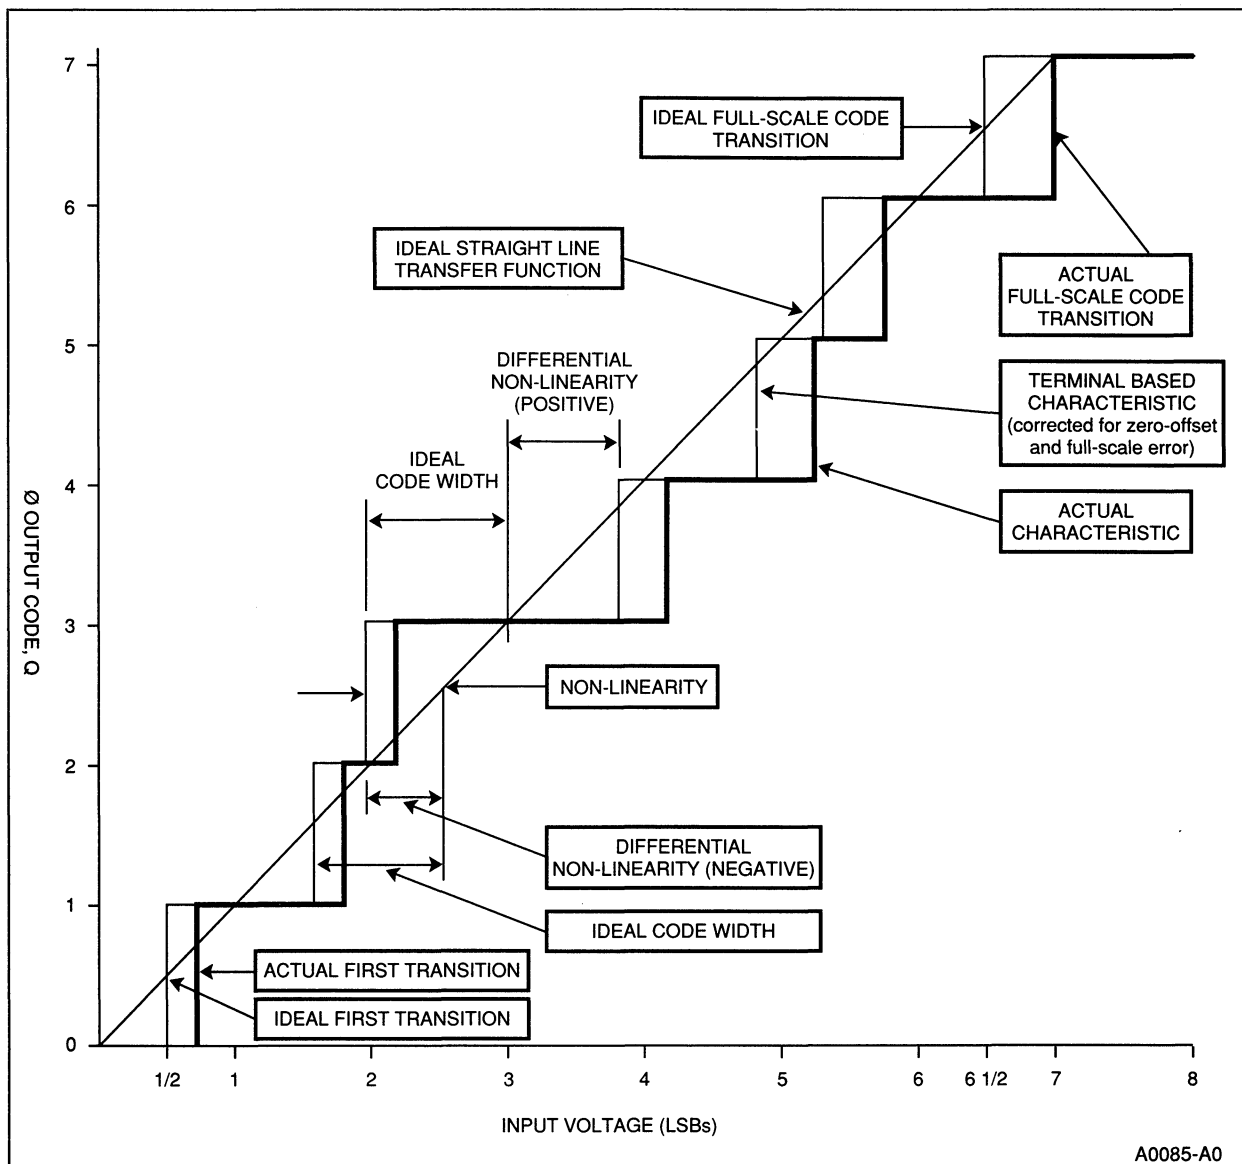 7
IDEAL FULL-SCALE CODE
TRANSITION
6
IDEAL STRAIGHT LINE
TRANSFER FUNCTION
ACTUAL
FULL-SCALE CODE
TRANSITION
5
DIFFERENTIAL
NON-LINEARITY
(POSITIVE)
TERMINAL BASED
CHARACTERISTIC
(corrected for zero-offset
and full-scale error)
IDEAL
CODE WIDTH
4
ACTUAL
CHARACTERISTIC
Ø OUTPUT CODE, Q
3
NON-LINEARITY
2
DIFFERENTIAL
NON-LINEARITY (NEGATIVE)
1
IDEAL CODE WIDTH
ACTUAL FIRST TRANSITION
IDEAL FIRST TRANSITION
0
1/2 1 2 3 4 5 6 6 1/2 7 8
INPUT VOLTAGE (LSBs)
A0085-A0